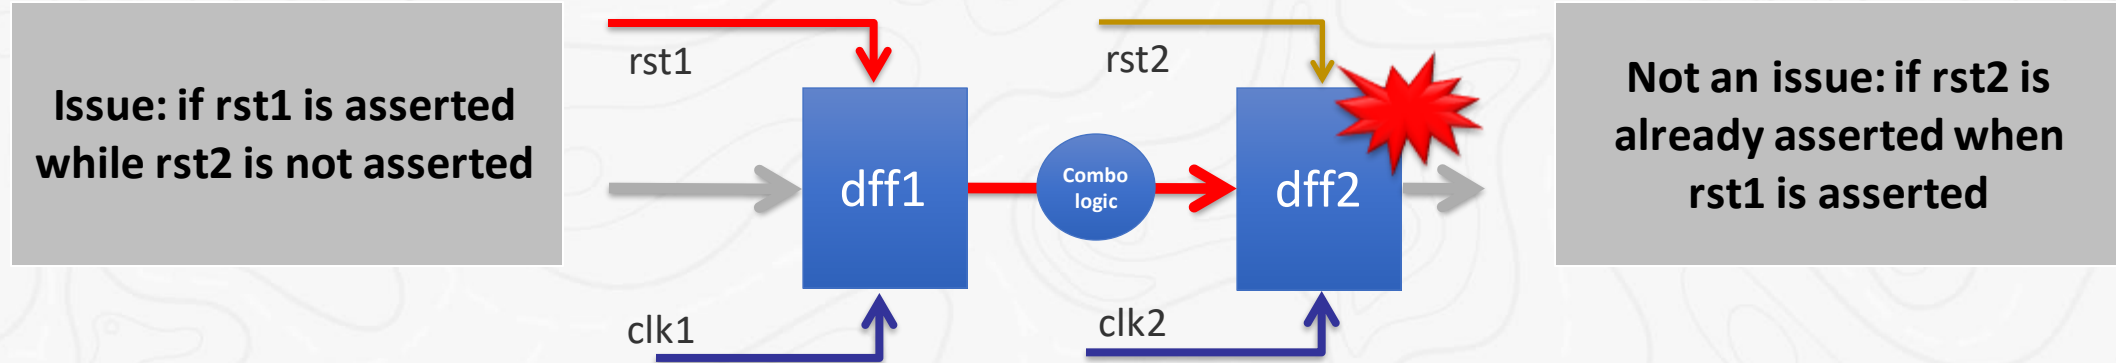 Issue: if rst1 is asserted
while rst2 is not asserted
rst1
dff1
clk1
Combo
logic
rst2
dff2
clk2
Not an issue: if rst2 is
already asserted when
rst1 is asserted